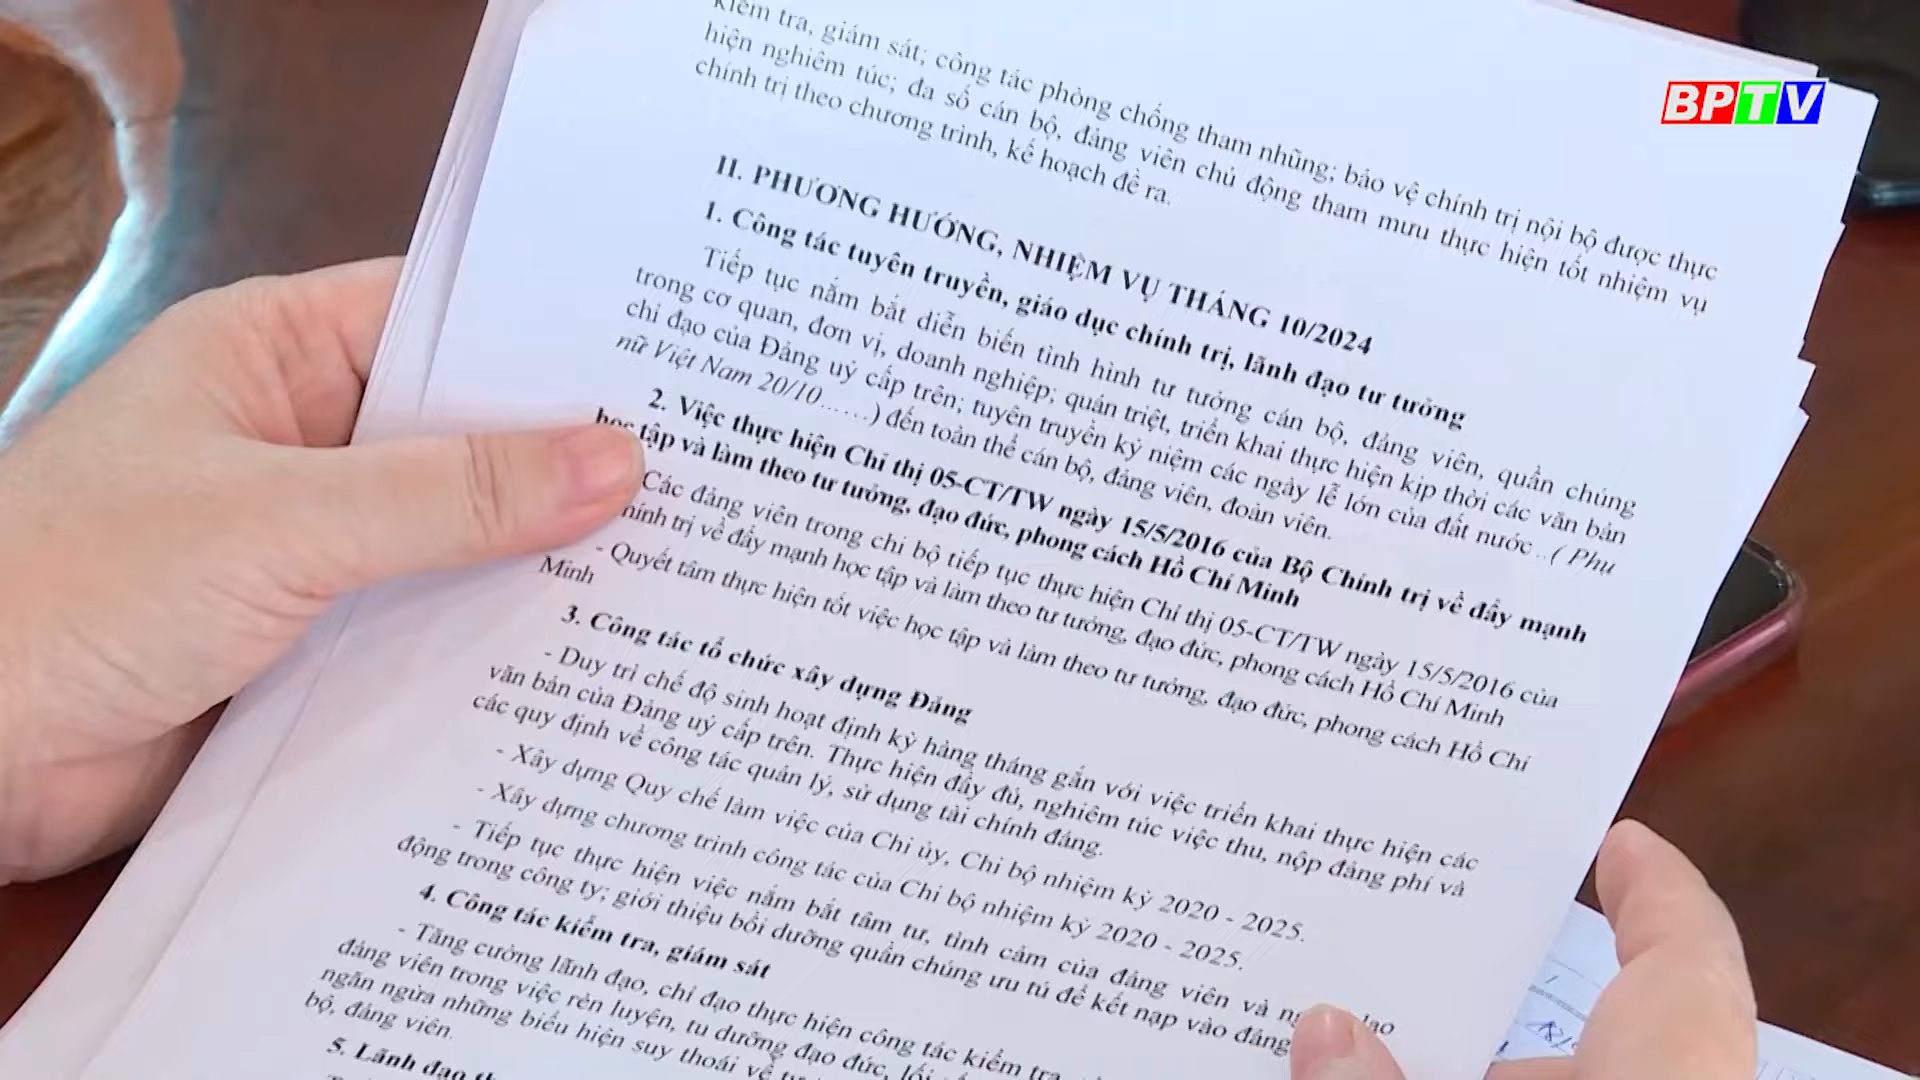 kiểm tra, giám sát; công tác phòng chống tham nhũng; bảo vệ chính trị nội bộ được thực
hiện nghiêm túc; đa số cán bộ, đảng viên chủ động tham mưu thực hiện tốt nhiệm vụ
chính trị theo chương trình, kế hoạch đề ra.
BPTV
II. PHƯƠNG HƯỚNG, NHIỆM VỤ THÁNG 10/2024
1. Công tác tuyên truyền, giáo dục chính trị, lãnh đạo tư tưởng
Tiếp tục nắm bắt diễn biến tình hình tư tưởng cán bộ, đảng viên, quần chúng
trong cơ quan, đơn vị, doanh nghiệp; quán triệt, triển khai thực hiện kịp thời các văn bản
chỉ đạo của Đảng uỷ cấp trên; tuyên truyền kỷ niệm các ngày lễ lớn của đất nước ..( Phụ
nữ Việt Nam 20/10......) đến toàn thể cán bộ, đảng viên, đoàn viên.
2. Việc thực hiện Chỉ thị 05-CT/TW ngày 15/5/2016 của Bộ Chính trị về đẩy mạnh
học tập và làm theo tư tưởng, đạo đức, phong cách Hồ Chí Minh
Các đảng viên trong chi bộ tiếp tục thực hiện Chỉ thị 05-CT/TW ngày 15/5/2016 của
chính trị về đẩy mạnh học tập và làm theo tư tưởng, đạo đức, phong cách Hồ Chí Minh
- Quyết tâm thực hiện tốt việc học tập và làm theo tư tưởng, đạo đức, phong cách Hồ Chí
Minh
3. Công tác tổ chức xây dựng Đảng
- Duy trì chế độ sinh hoạt định kỳ hàng tháng gắn với việc triển khai thực hiện các
văn bản của Đảng uỷ cấp trên. Thực hiện đầy đủ, nghiêm túc việc thu, nộp đảng phí và
các quy định về công tác quản lý, sử dụng tài chính đảng.
- Xây dựng Quy chế làm việc của Chi ủy, Chi bộ nhiệm kỳ 2020 - 2025.
- Xây dựng chương trình công tác của Chi bộ nhiệm kỳ 2020 - 2025.
- Tiếp tục thực hiện việc nắm bắt tâm tư, tình cảm của đảng viên và lao
động trong công ty; giới thiệu bồi dưỡng quần chúng ưu tú để kết nạp vào đảng
4. Công tác kiểm tra, giám sát
- Tăng cường lãnh đạo, chỉ đạo thực hiện công tác kiểm tra,
đảng viên trong việc rèn luyện, tu dưỡng đạo đức, lối
ngăn ngừa những biểu hiện suy thoái về
bộ, đảng viên.
5. Lãnh đạo